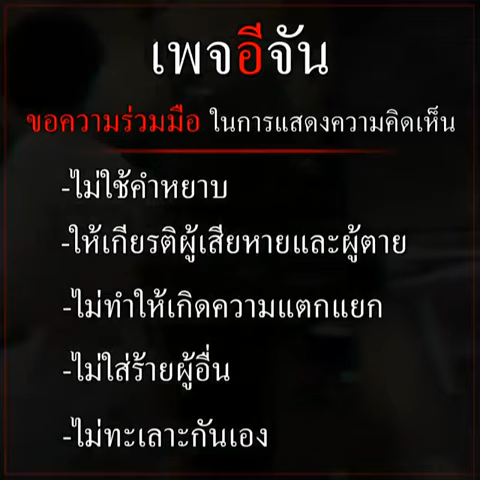 เพจอีจัน
ขอความร่วมมือ ในการแสดงความคิดเห็น
-ไม่ใช้คำหยาบ
-ให้เกียรติผู้เสียหายและผู้ตาย
-ไม่ทำให้เกิดความแตกแยก
-ไม่ใส่ร้ายผู้อื่น
-ไม่ทะเลาะกันเอง